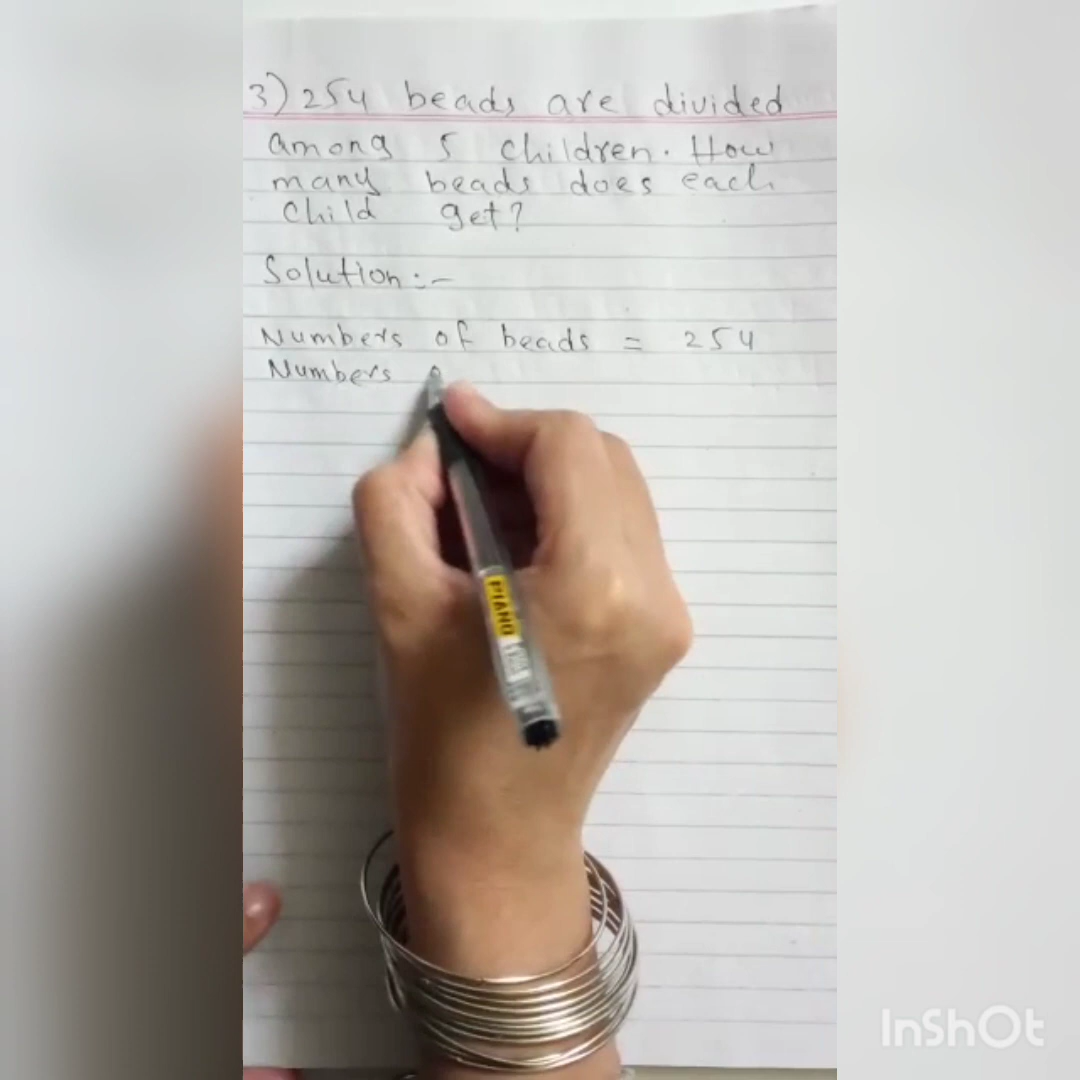 3) 254 beads are divided
among 5 children. How
many beads does each
child get?
Solution :-
Numbers of beads = 254
Numbers o
PIANO
InShOt